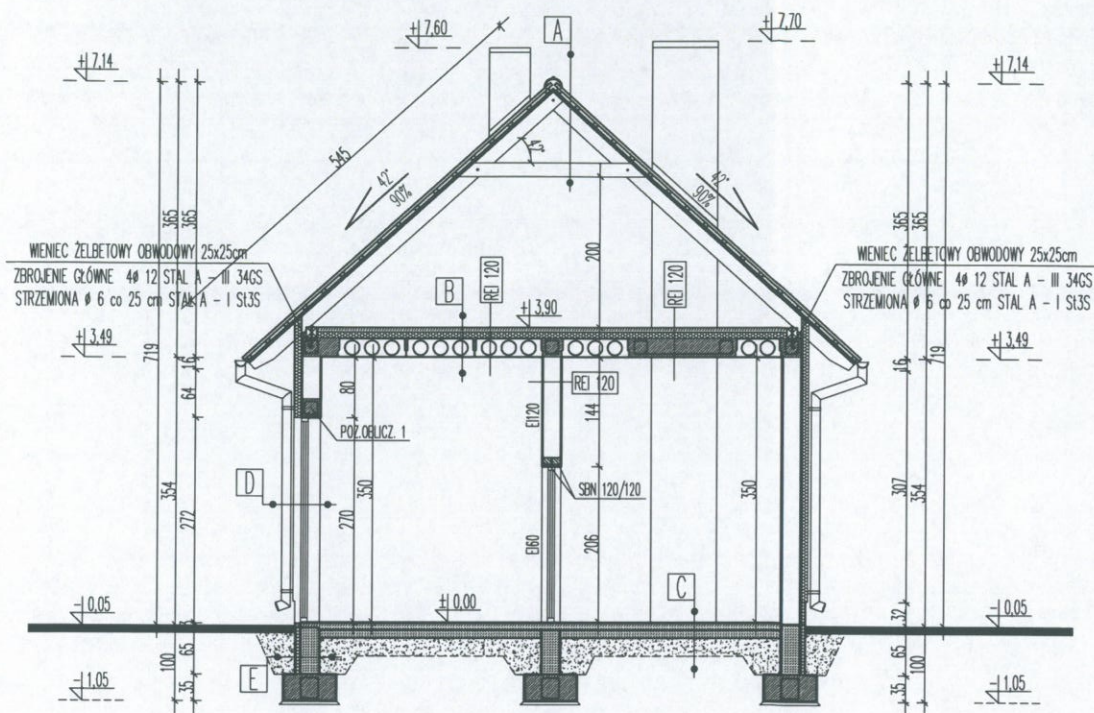 +7,60
A
+7,70
+7,14
+7,14
545
42°
42°
90%
42°
90%
365
365
365
365
200
WIENIEC ŻELBETOWY OBWODOWY 25x25cm
ZBROJENIE GŁÓWNE 4ø 12 STAL A - III 34GS
STRZEMIONA ø 6 co 25 cm STAL A - I St3S
WIENIEC ŻELBETOWY OBWODOWY 25x25cm
ZBROJENIE GŁÓWNE 4ø 12 STAL A - III 34GS
STRZEMIONA ø 6 co 25 cm STAL A - I St3S
B
REI 120
REI 120
+3,90
+3,49
+3,49
719
16
64
16
719
80
REI 120
EI120
144
POZ.OBLICZ. 1
SBN 120/120
D
354
272
270
350
EI60
206
350
307
354
C
+0,00
-0,05
-0,05
32
100
65
65
100
E
35
35
-1,05
-1,05